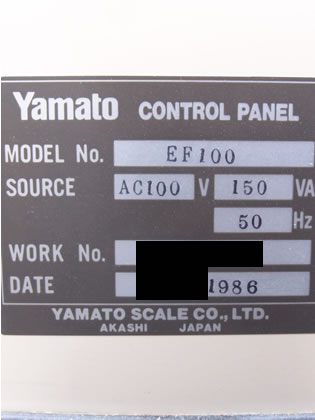 Yamato CONTROL PANEL
MODEL No. EF100
SOURCE AC100 V 150 VA
50 Hz
WORK No.
DATE 1986
YAMATO SCALE CO., LTD.
AKASHI JAPAN